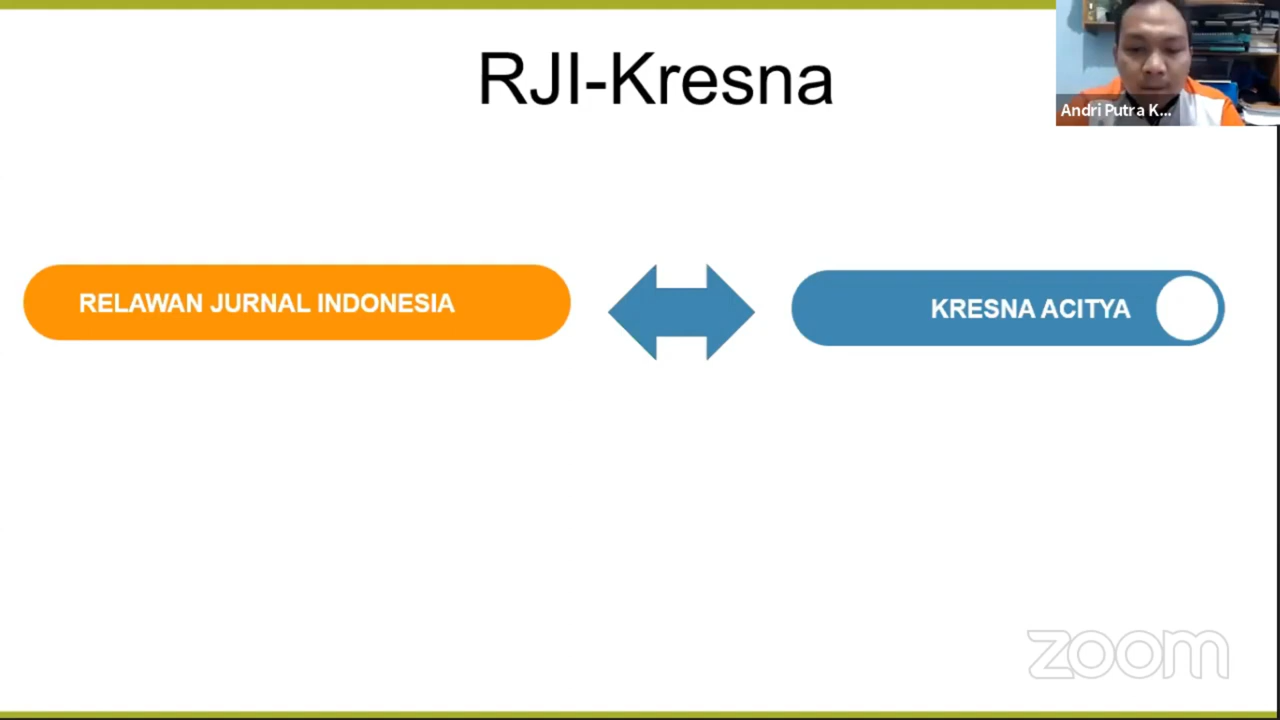 RJI-Kresna
Andri Putra K...
RELAWAN JURNAL INDONESIA
KRESNA ACITYA
zoom